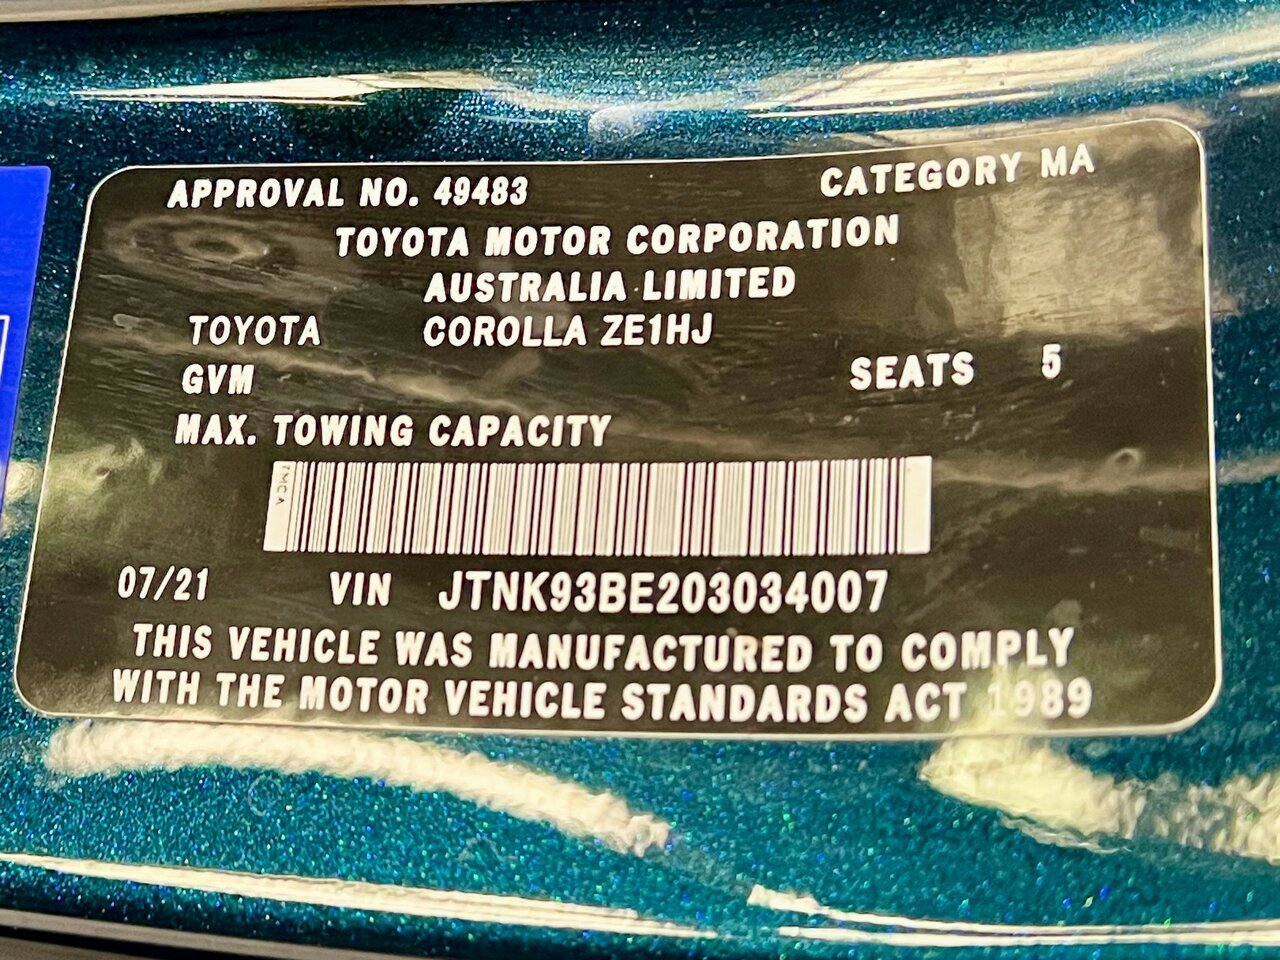 APPROVAL NO. 49483 CATEGORY MA
TOYOTA MOTOR CORPORATION
AUSTRALIA LIMITED
TOYOTA COROLLA ZE1HJ
GVM SEATS 5
MAX. TOWING CAPACITY
TMCA
07/21 VIN JTNK93BE203034007
THIS VEHICLE WAS MANUFACTURED TO COMPLY
WITH THE MOTOR VEHICLE STANDARDS ACT 1989